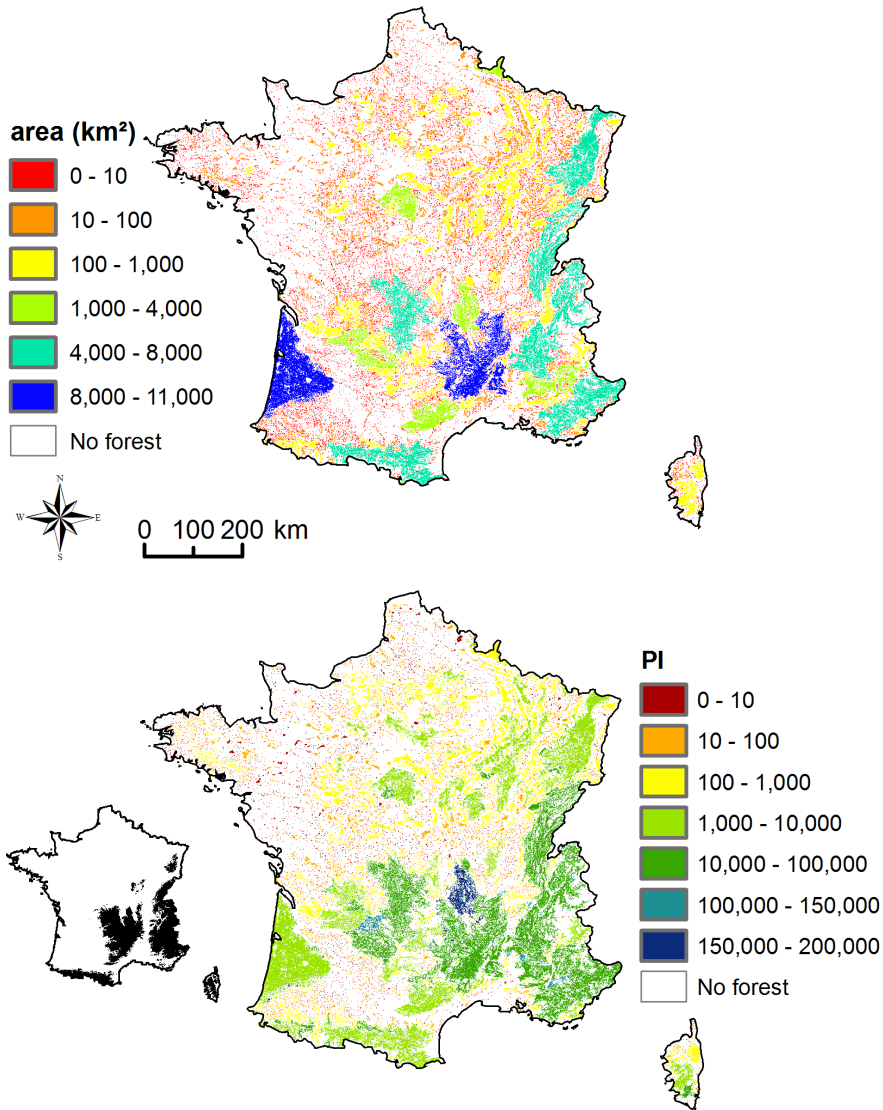 area (km²)
0 - 10
10 - 100
100 - 1,000
1,000 - 4,000
4,000 - 8,000
8,000 - 11,000
No forest
N
W E
S
0 100 200 km
PI
0 - 10
10 - 100
100 - 1,000
1,000 - 10,000
10,000 - 100,000
100,000 - 150,000
150,000 - 200,000
No forest